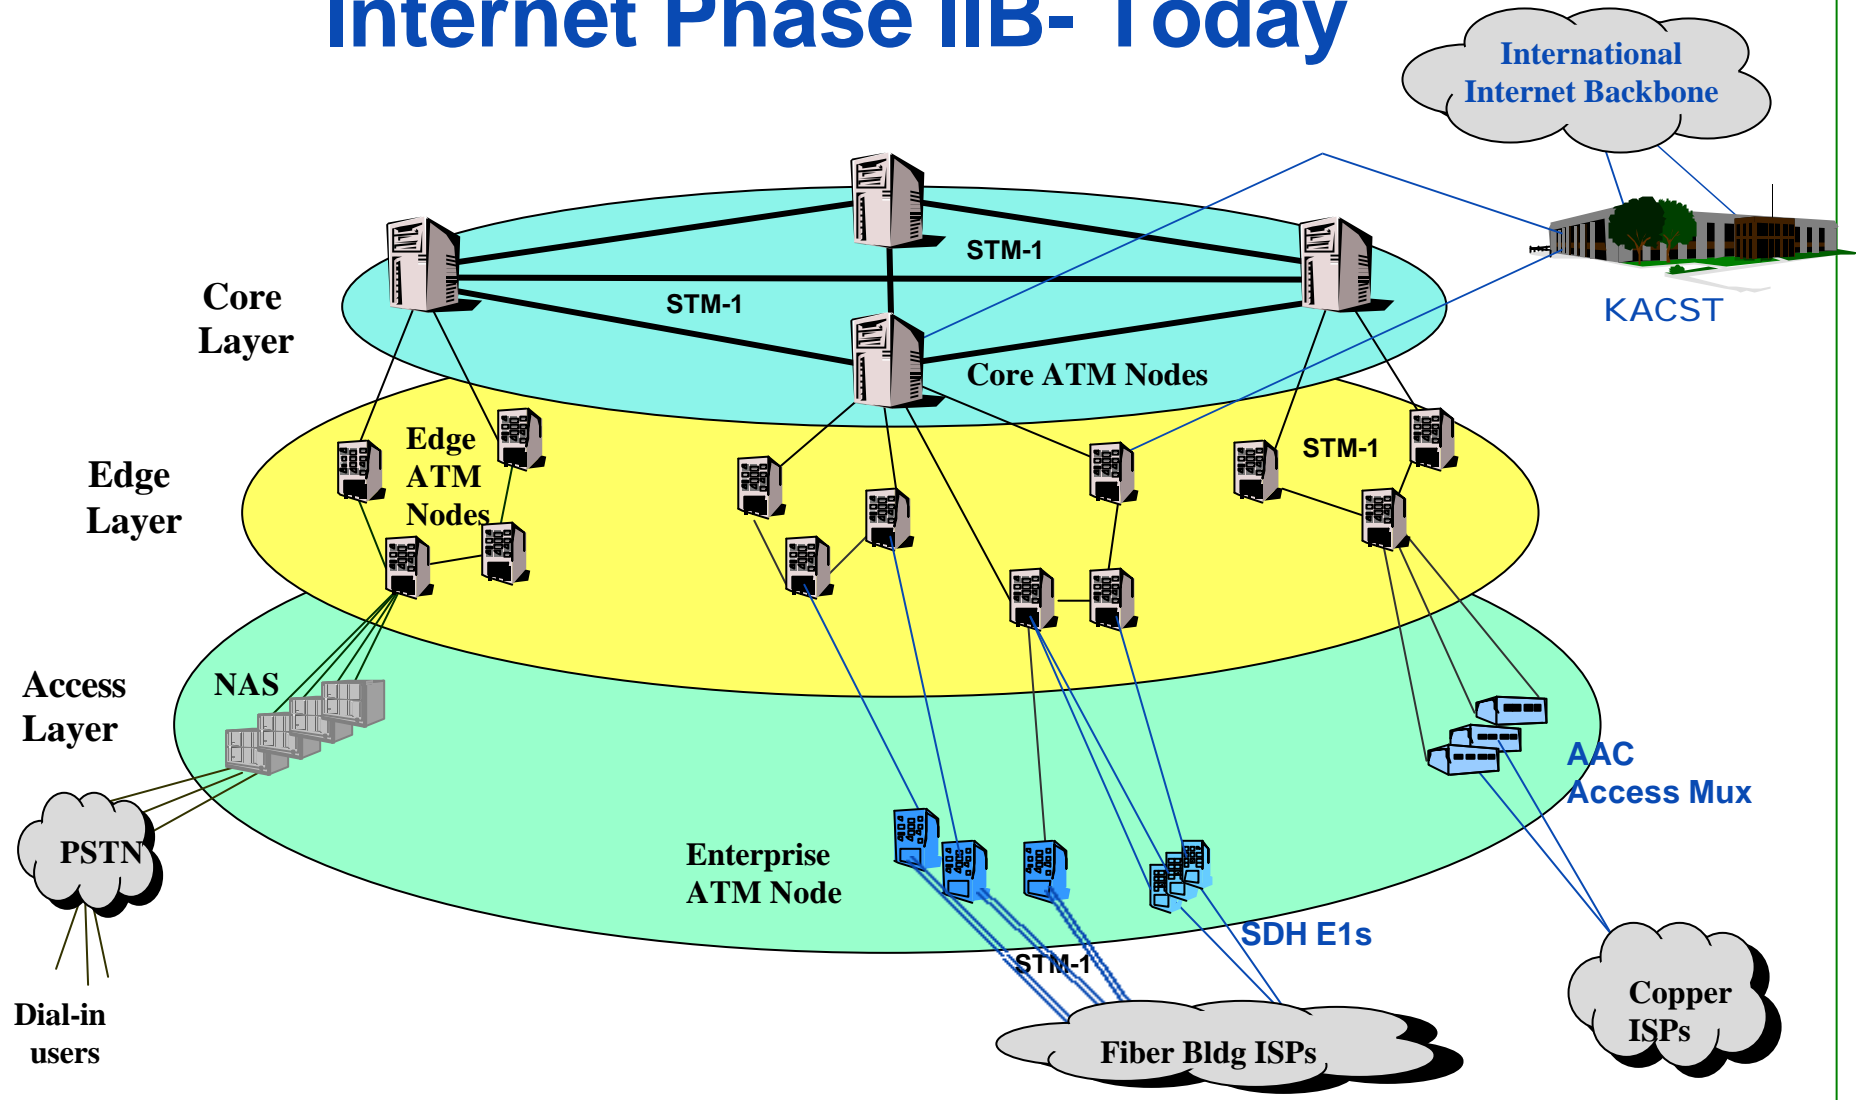 Internet Phase IIB- Today
International
Internet Backbone
STM-1
STM-1
KACST
Core
Layer
Core ATM Nodes
Edge
ATM
Nodes
STM-1
Edge
Layer
Access
Layer
NAS
AAC
Access Mux
PSTN
Enterprise
ATM Node
SDH E1s
STM-1
Copper
ISPs
Dial-in
users
Fiber Bldg ISPs